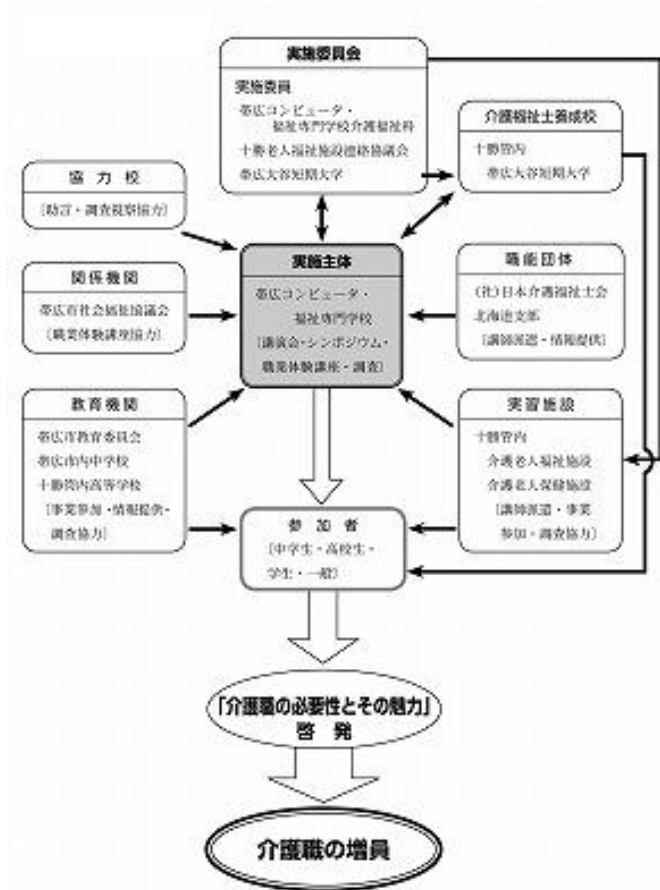 実施委員会
実施委員
帯広コンピュータ・
福祉専門学校介護福祉科
十勝老人福祉施設連絡協議会
帯広大谷短期大学
介護福祉士養成校
十勝管内
帯広大谷短期大学
協力校
［助言・調査視察協力］
関係機関
帯広市社会福祉協議会
［職業体験講座協力］
実施主体
帯広コンピュータ・
福祉専門学校
［講演会・シンポジウム・
職業体験講座・調査］
職能団体
(社)日本介護福祉士会
北海道支部
［講師派遣・情報提供］
教育機関
帯広市教育委員会
帯広市内中学校
十勝管内高等学校
［事業参加・情報提供・
調査協力］
実習施設
十勝管内
介護老人福祉施設
介護老人保健施設
［講師派遣・事業
参加・調査協力］
参加者
［中学生・高校生・
学生・一般］
「介護職の必要性とその魅力」
啓発
介護職の増員